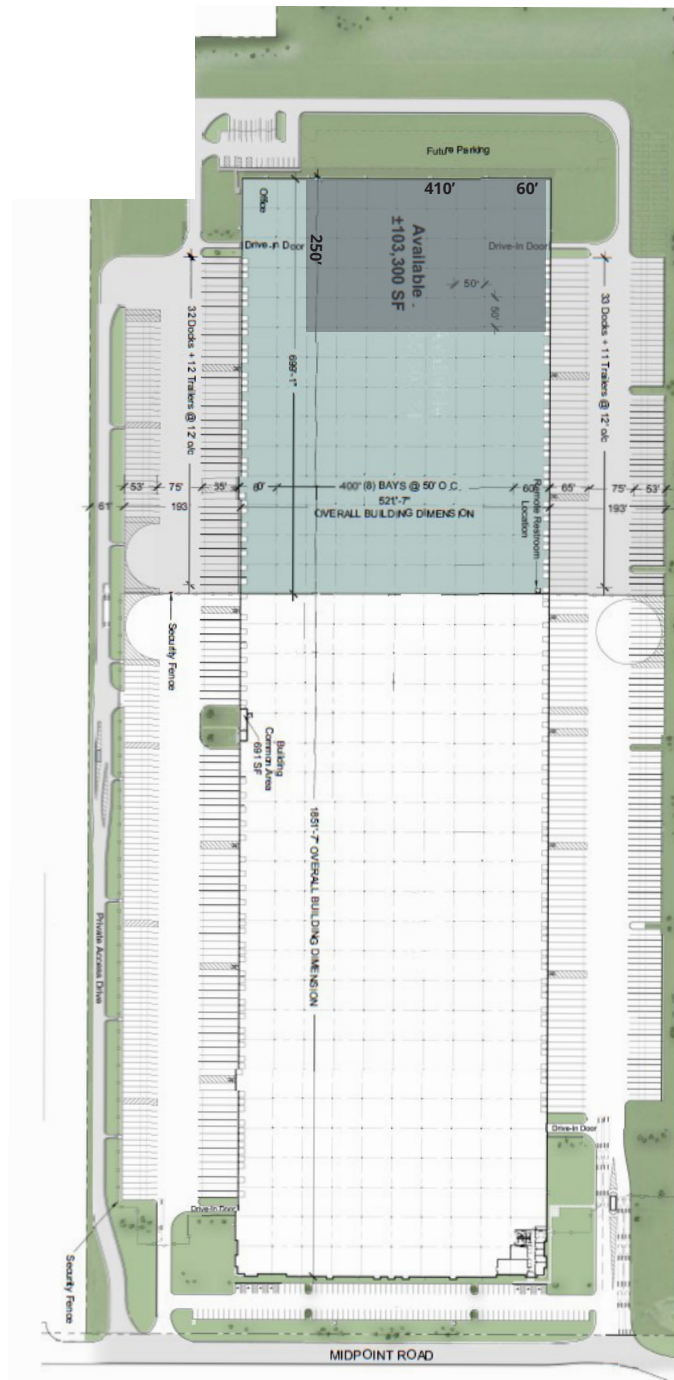 Future Parking
410'
60'
Office
Drive-in Door
250'
Available -
±103,300 SF
Drive-In Door
50'
50'
32 Docks + 12 Trailers @ 12' o/c
699'-1"
33 Docks + 11 Trailers @ 12' o/c
53'
75'
35'
400' (8) BAYS @ 50' O.C.
60'
65'
75'
53'
61'
193'
521'-7"
OVERALL BUILDING DIMENSION
193'
Remote Restroom
Location
Security Fence
Building
Common Area
691 SF
1851'-7" OVERALL BUILDING DIMENSION
Private Access Drive
Drive-In Door
Drive-In Door
Security Fence
MIDPOINT ROAD